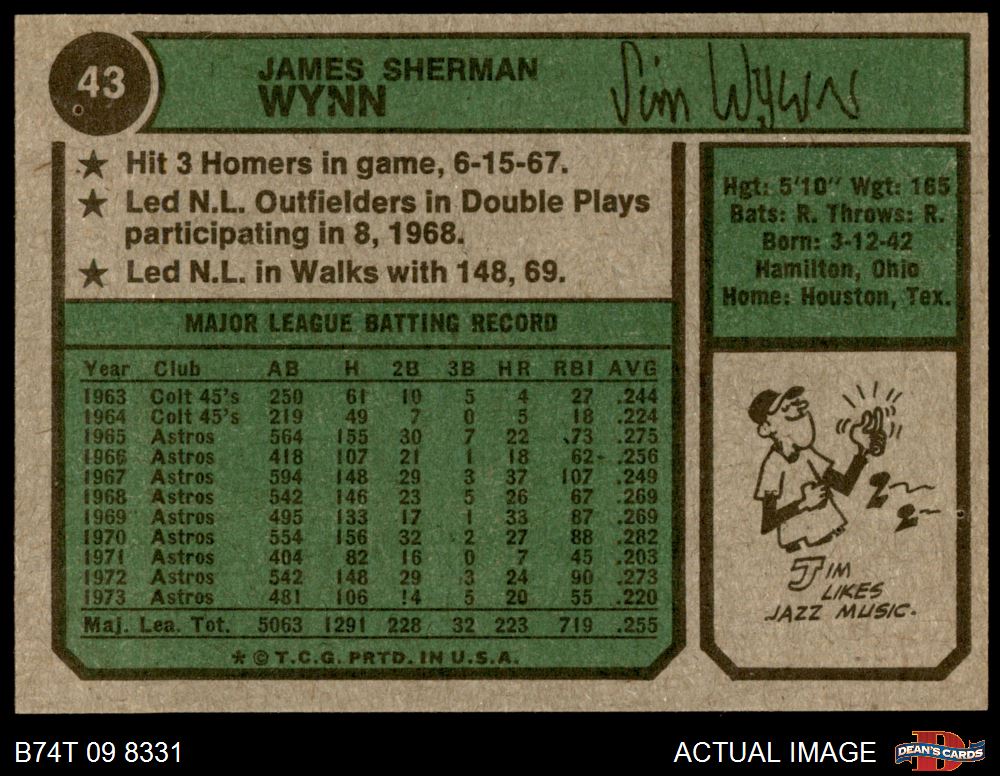 43
JAMES SHERMAN
WYNN
Jim Wynn
★ Hit 3 Homers in game, 6-15-67.
★ Led N.L. Outfielders in Double Plays
participating in 8, 1968.
★ Led N.L. in Walks with 148, 69.
Hgt: 5'10" Wgt: 165
Bats: R. Throws: R.
Born: 3-12-42
Hamilton, Ohio
Home: Houston, Tex.
MAJOR LEAGUE BATTING RECORD
Year Club AB H 2B 3B HR RBI AVG
1963 Colt 45's 250 61 10 5 4 27 .244
1964 Colt 45's 219 49 7 0 5 18 .224
1965 Astros 564 155 30 7 22 73 .275
1966 Astros 418 107 21 1 18 62 .256
1967 Astros 594 148 29 3 37 107 .249
1968 Astros 542 146 23 5 26 67 .269
1969 Astros 495 133 17 1 33 87 .269
1970 Astros 554 156 32 2 27 88 .282
1971 Astros 404 82 16 0 7 45 .203
1972 Astros 542 148 29 3 24 90 .273
1973 Astros 481 106 14 5 20 55 .220
Maj. Lea. Tot. 5063 1291 228 32 223 719 .255
* © T.C.G. PRTD. IN U.S.A.
JIM
LIKES
JAZZ MUSIC.
B74T 09 8331
ACTUAL IMAGE
DEAN'S CARDS